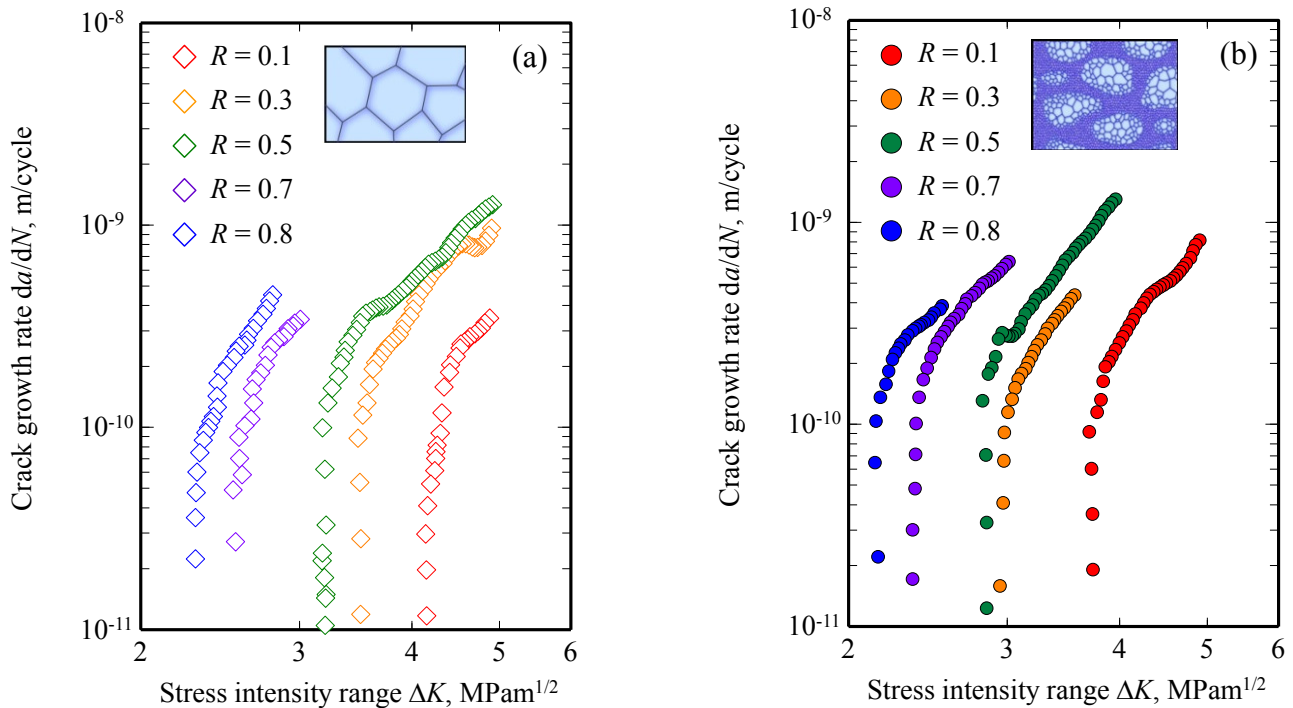 (a)
R = 0.1
R = 0.3
R = 0.5
R = 0.7
R = 0.8
10⁻⁸
10⁻⁹
10⁻¹⁰
10⁻¹¹
2 3 4 5 6
Crack growth rate da/dN, m/cycle
Stress intensity range ΔK, MPam¹/²
(b)
R = 0.1
R = 0.3
R = 0.5
R = 0.7
R = 0.8
10⁻⁸
10⁻⁹
10⁻¹⁰
10⁻¹¹
2 3 4 5 6
Crack growth rate da/dN, m/cycle
Stress intensity range ΔK, MPam¹/²